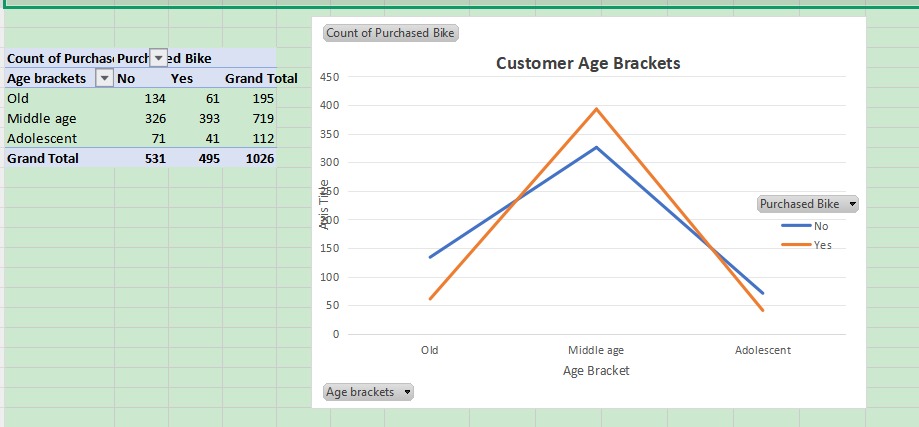 Count of Purchas Purch ed Bike
Age brackets No Yes Grand Total
Old 134 61 195
Middle age 326 393 719
Adolescent 71 41 112
Grand Total 531 495 1026
Count of Purchased Bike
Customer Age Brackets
450
400
350
300
250
200
150
100
50
0
Axis Title
Old Middle age Adolescent
Age Bracket
Purchased Bike
No
Yes
Age brackets